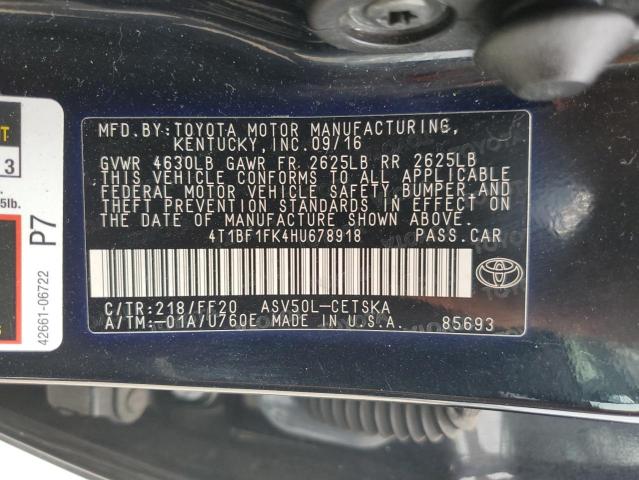 MFD.BY:TOYOTA MOTOR MANUFACTURING,
KENTUCKY,INC.09/16
GVWR 4630LB GAWR FR 2625LB RR 2625LB
THIS VEHICLE CONFORMS TO ALL APPLICABLE
FEDERAL MOTOR VEHICLE SAFETY,BUMPER,AND
THEFT PREVENTION STANDARDS IN EFFECT ON
THE DATE OF MANUFACTURE SHOWN ABOVE.
4T1BF1FK4HU678918 PASS.CAR
C/TR:218/FF20 ASV50L-CETSKA
A/TM:-01A/U760E MADE IN U.S.A. 85693
3
5lb.
P7
42661-06722